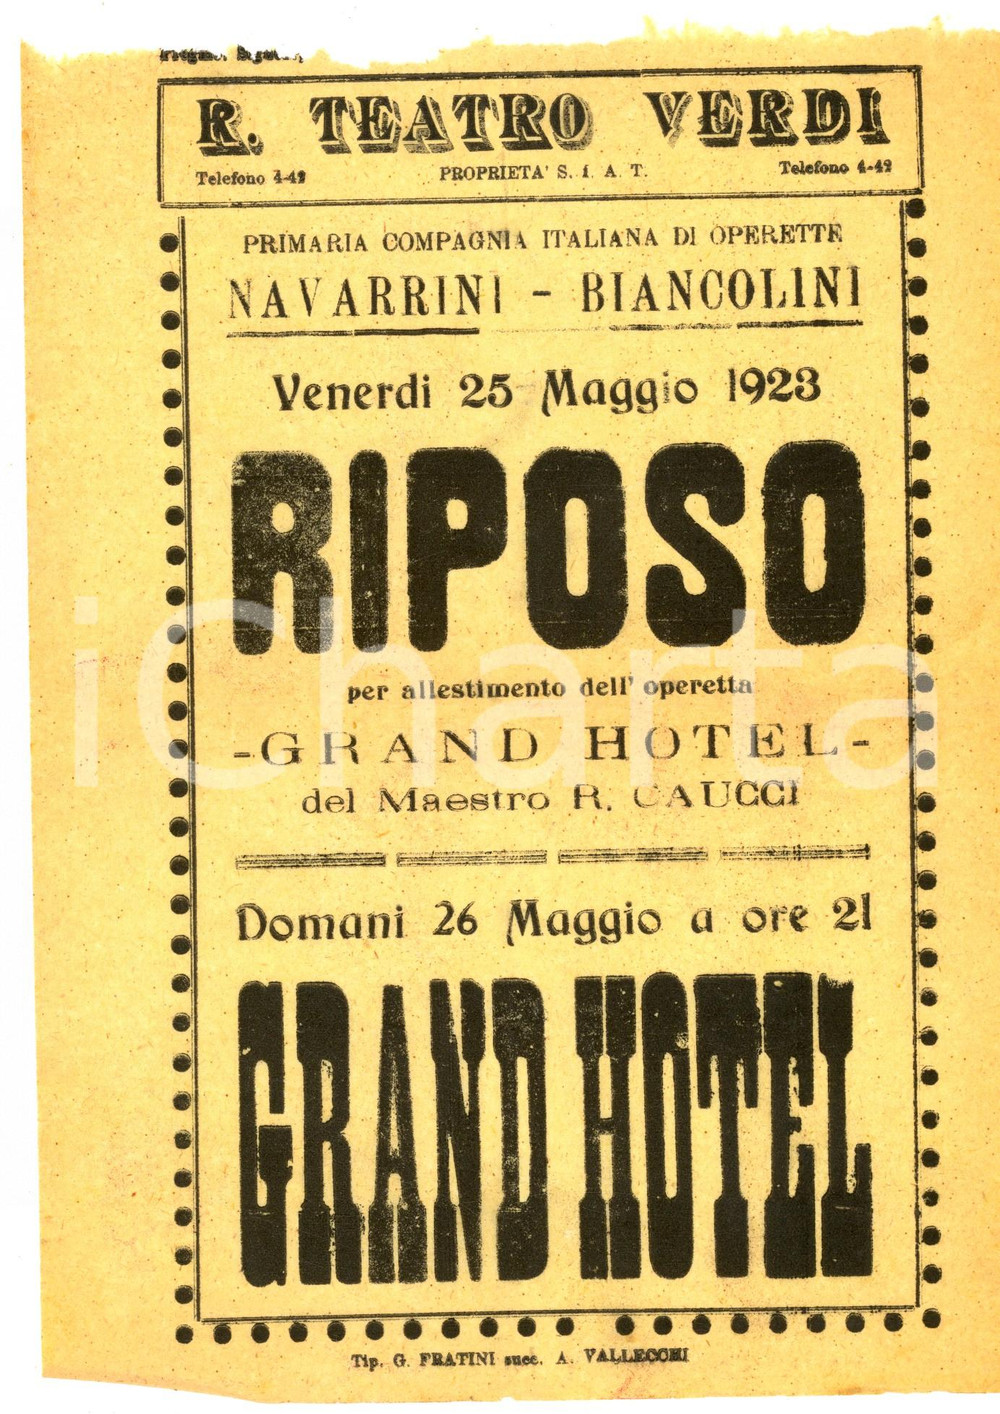 R. TEATRO VERDI
Telefono 4-42 PROPRIETA' S. I. A. T. Telefono 4-42
PRIMARIA COMPAGNIA ITALIANA DI OPERETTE
NAVARRINI - BIANCOLINI
Venerdi 25 Maggio 1923
RIPOSO
per allestimento dell' operetta
-GRAND HOTEL-
del Maestro R. CAUCCI
Domani 26 Maggio a ore 21
GRAND HOTEL
Tip. G. FRATINI succ. A. VALLECCHI
iCharta